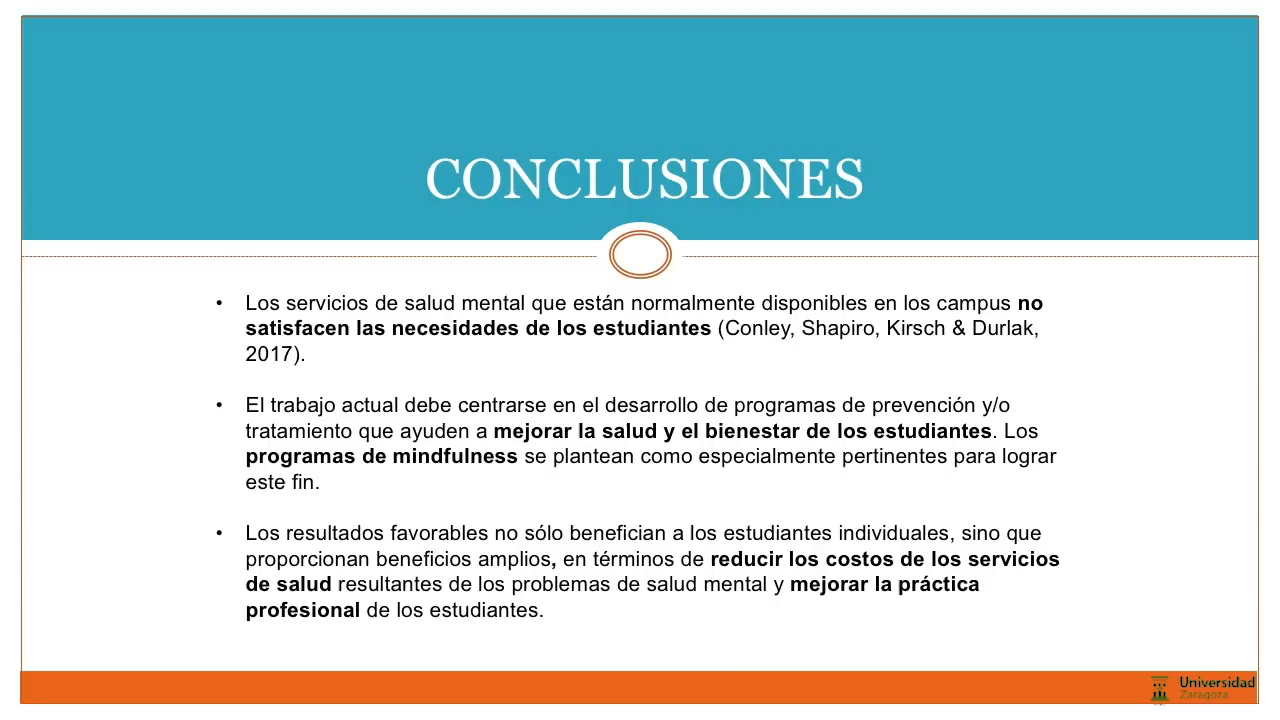 CONCLUSIONES
• Los servicios de salud mental que están normalmente disponibles en los campus no
satisfacen las necesidades de los estudiantes (Conley, Shapiro, Kirsch & Durlak,
2017).
• El trabajo actual debe centrarse en el desarrollo de programas de prevención y/o
tratamiento que ayuden a mejorar la salud y el bienestar de los estudiantes. Los
programas de mindfulness se plantean como especialmente pertinentes para lograr
este fin.
• Los resultados favorables no sólo benefician a los estudiantes individuales, sino que
proporcionan beneficios amplios, en términos de reducir los costos de los servicios
de salud resultantes de los problemas de salud mental y mejorar la práctica
profesional de los estudiantes.
Universidad
Zaragoza